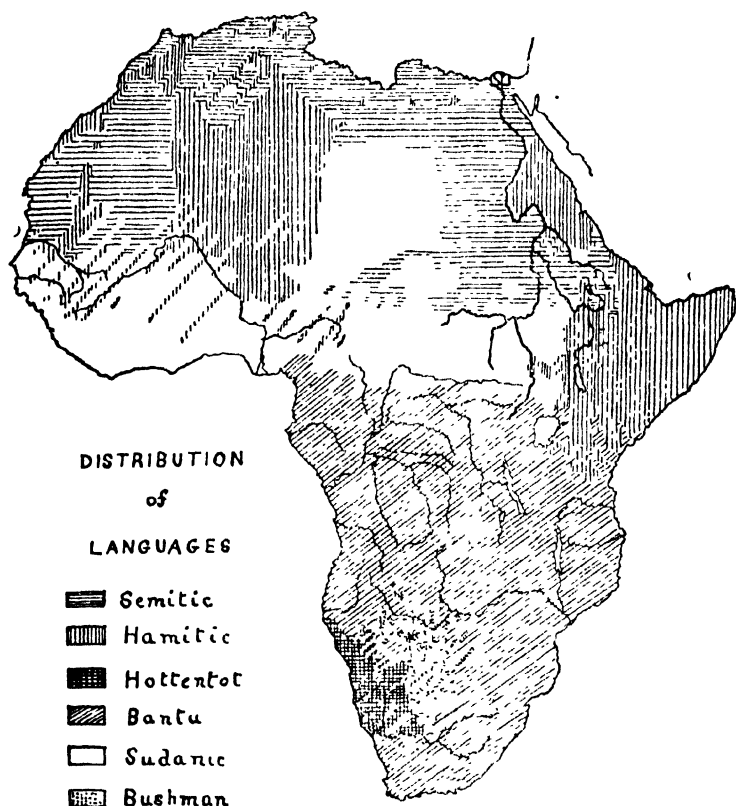 DISTRIBUTION
of
LANGUAGES
Semitic
Hamitic
Hottentot
Bantu
Sudanic
Bushman